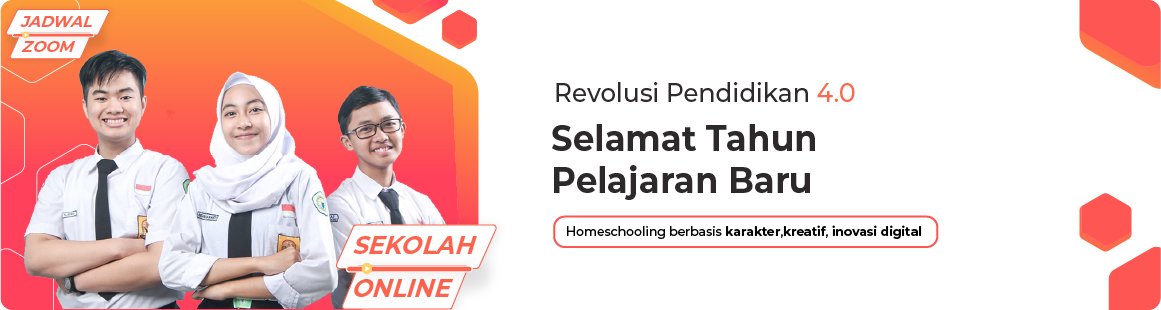 JADWAL
ZOOM
SEKOLAH
ONLINE
Revolusi Pendidikan 4.0
Selamat Tahun
Pelajaran Baru
Homeschooling berbasis karakter,kreatif, inovasi digital